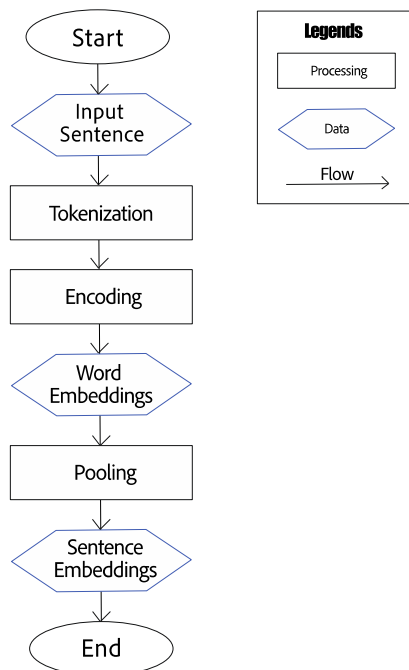 Start
Input
Sentence
Tokenization
Encoding
Word
Embeddings
Pooling
Sentence
Embeddings
End
Legends
Processing
Data
Flow